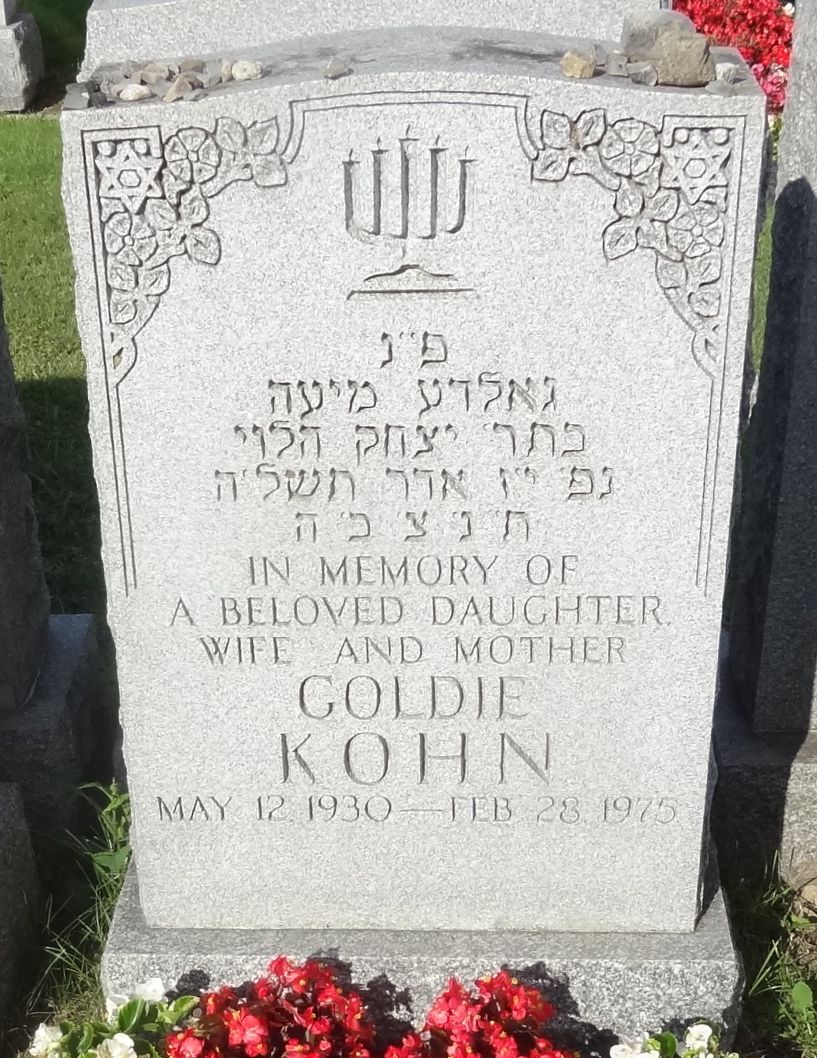 פ״נ
גאלדע מיעה
בתר׳ יצחק הלוי
נפ׳ י״ז אדר תשל״ה
ת׳ נ׳ צ׳ ב׳ ה
IN MEMORY OF
A BELOVED DAUGHTER,
WIFE AND MOTHER
GOLDIE
KOHN
MAY 12, 1930—FEB. 28, 1975